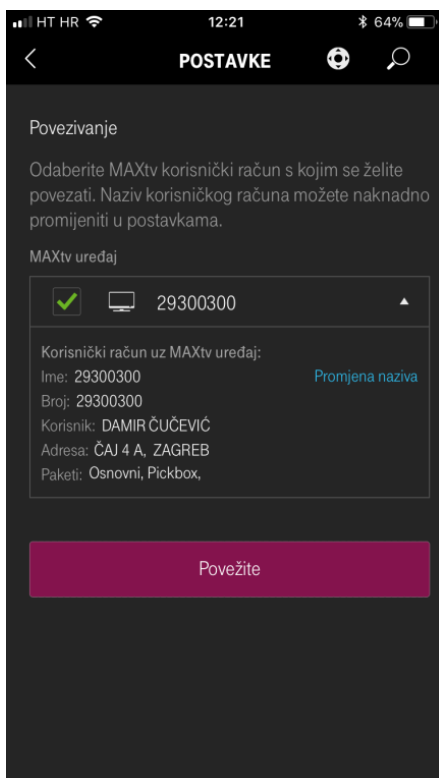 HT HR 12:21 64%
POSTAVKE
Povezivanje
Odaberite MAXtv korisnički račun s kojim se želite
povezati. Naziv korisničkog računa možete naknadno
promijeniti u postavkama.
MAXtv uređaj
29300300
Korisnički račun uz MAXtv uređaj:
Ime: 29300300 Promjena naziva
Broj: 29300300
Korisnik: DAMIR ČUČEVIĆ
Adresa: ČAJ 4 A, ZAGREB
Paketi: Osnovni, Pickbox,
Povežite